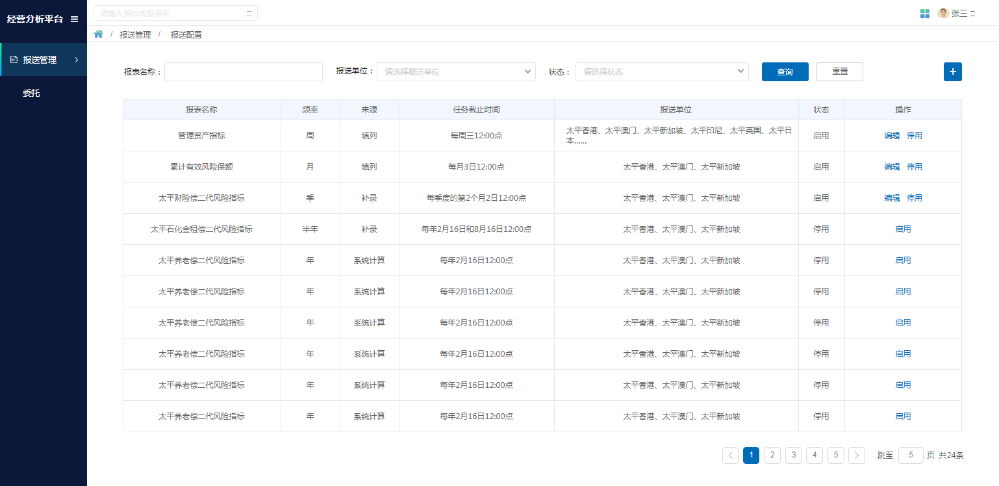 经营分析平台
请输入指标或报表名
张三
/ 报送管理 / 报送配置
报送管理
委托
报表名称： 报送单位： 请选择报送单位 状态： 请选择状态 查询 重置 +
报表名称 频率 来源 任务截止时间 报送单位 状态 操作
管理资产指标 周 填列 每周三12:00点 太平香港、太平澳门、太平新加坡、太平印尼、太平英国、太平日 启用 编辑 停用
本......
累计有效风险保额 月 填列 每月3日12:00点 太平香港、太平澳门、太平新加坡 启用 编辑 停用
太平财险偿二代风险指标 季 补录 每季度的第2个月2日12:00点 太平香港、太平澳门、太平新加坡 启用 编辑 停用
太平石化金租偿二代风险指标 半年 补录 每年2月16日和8月16日12:00点 太平香港、太平澳门、太平新加坡 停用 启用
太平养老偿二代风险指标 年 系统计算 每年2月16日12:00点 太平香港、太平澳门、太平新加坡 停用 启用
太平养老偿二代风险指标 年 系统计算 每年2月16日12:00点 太平香港、太平澳门、太平新加坡 停用 启用
太平养老偿二代风险指标 年 系统计算 每年2月16日12:00点 太平香港、太平澳门、太平新加坡 停用 启用
太平养老偿二代风险指标 年 系统计算 每年2月16日12:00点 太平香港、太平澳门、太平新加坡 停用 启用
太平养老偿二代风险指标 年 系统计算 每年2月16日12:00点 太平香港、太平澳门、太平新加坡 停用 启用
太平养老偿二代风险指标 年 系统计算 每年2月16日12:00点 太平香港、太平澳门、太平新加坡 停用 启用
1 2 3 4 5 跳至 5 页 共24条